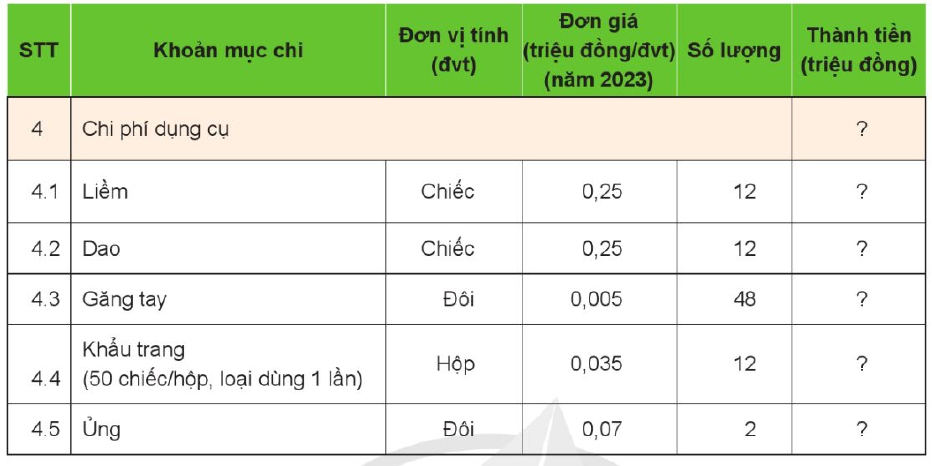 STT Khoản mục chi Đơn vị tính (đvt) Đơn giá (triệu đồng/đvt) (năm 2023) Số lượng Thành tiền (triệu đồng)
4 Chi phí dụng cụ ?
4.1 Liềm Chiếc 0,25 12 ?
4.2 Dao Chiếc 0,25 12 ?
4.3 Găng tay Đôi 0,005 48 ?
4.4 Khẩu trang (50 chiếc/hộp, loại dùng 1 lần) Hộp 0,035 12 ?
4.5 Ủng Đôi 0,07 2 ?